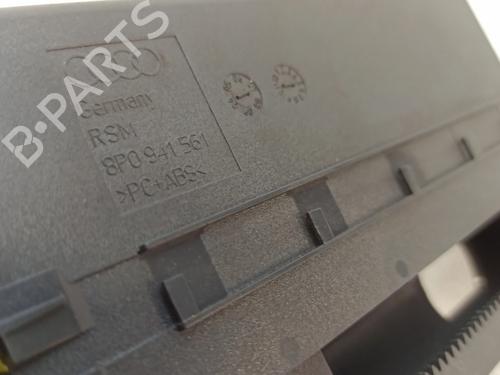 Germany
RSM
8P0 941 561
>PC+ABS<
B-PARTS